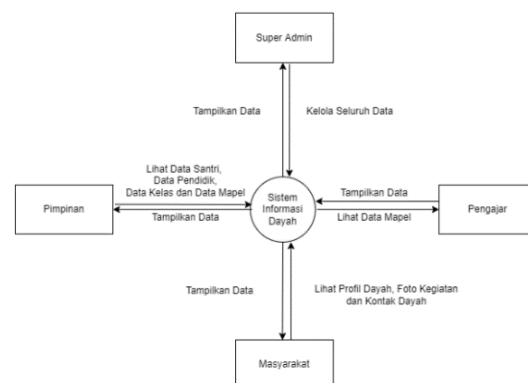 Super Admin
Tampilkan Data
Kelola Seluruh Data
Lihat Data Santri,
Data Pendidik,
Data Kelas dan Data Mapel
Tampilkan Data
Pimpinan
Sistem
Informasi
Dayah
Tampilkan Data
Lihat Data Mapel
Pengajar
Tampilkan Data
Lihat Profil Dayah, Foto Kegiatan
dan Kontak Dayah
Masyarakat